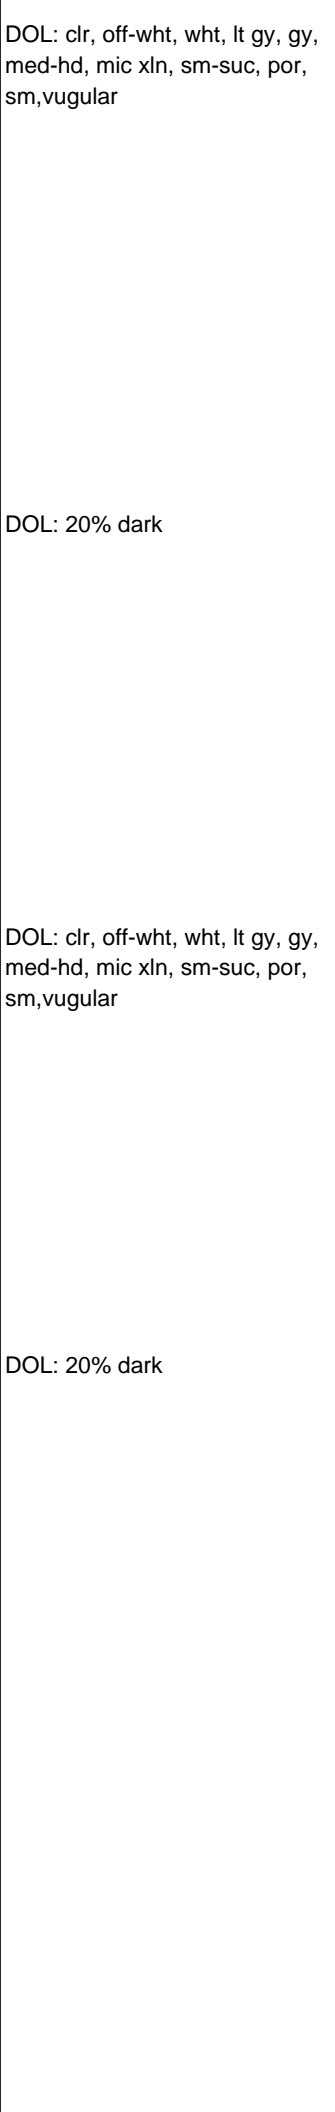 DOL: clr, off-wht, wht, lt gy, gy,
med-hd, mic xln, sm-suc, por,
sm,vugular
DOL: 20% dark
DOL: clr, off-wht, wht, lt gy, gy,
med-hd, mic xln, sm-suc, por,
sm,vugular
DOL: 20% dark